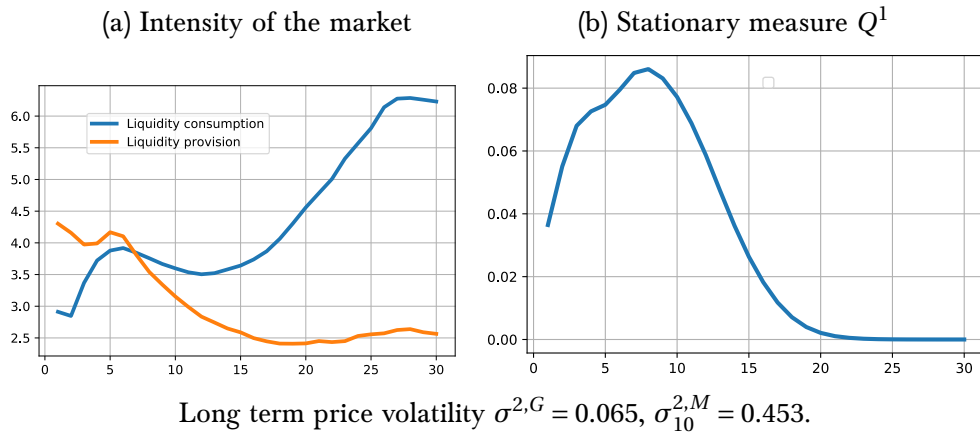 (a) Intensity of the market
(b) Stationary measure Q¹
6.0
5.5
5.0
4.5
4.0
3.5
3.0
2.5
Liquidity consumption
Liquidity provision
0 5 10 15 20 25 30
0.08
0.06
0.04
0.02
0.00
0 5 10 15 20 25 30
Long term price volatility σ^{2,G} = 0.065, σ^{2,M}_{10} = 0.453.